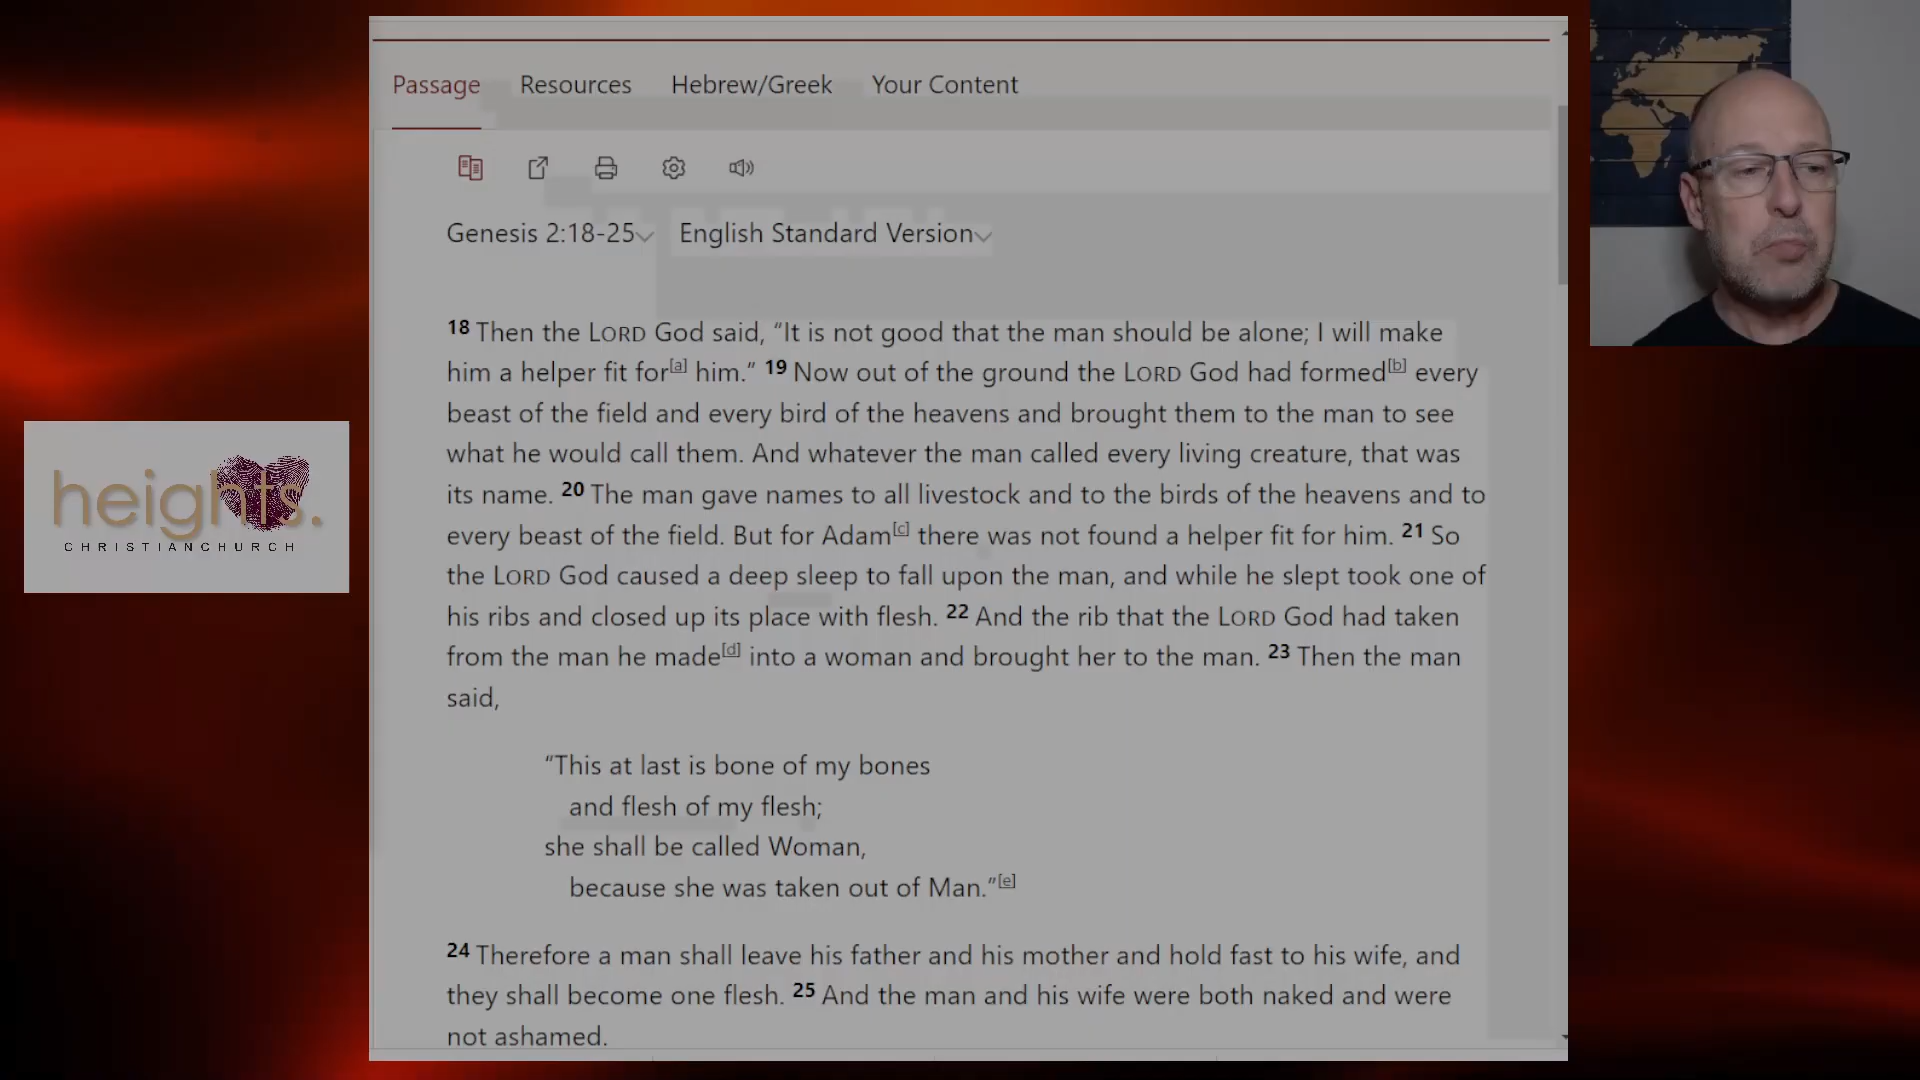 Passage Resources Hebrew/Greek Your Content
Genesis 2:18-25 English Standard Version
18 Then the LORD God said, “It is not good that the man should be alone; I will make
him a helper fit for[a] him.” 19 Now out of the ground the LORD God had formed[b] every
beast of the field and every bird of the heavens and brought them to the man to see
what he would call them. And whatever the man called every living creature, that was
its name. 20 The man gave names to all livestock and to the birds of the heavens and to
every beast of the field. But for Adam[c] there was not found a helper fit for him. 21 So
the LORD God caused a deep sleep to fall upon the man, and while he slept took one of
his ribs and closed up its place with flesh. 22 And the rib that the LORD God had taken
from the man he made[d] into a woman and brought her to the man. 23 Then the man
said,
“This at last is bone of my bones
and flesh of my flesh;
she shall be called Woman,
because she was taken out of Man.”[e]
24 Therefore a man shall leave his father and his mother and hold fast to his wife, and
they shall become one flesh. 25 And the man and his wife were both naked and were
not ashamed.
heights.
CHRISTIANCHURCH